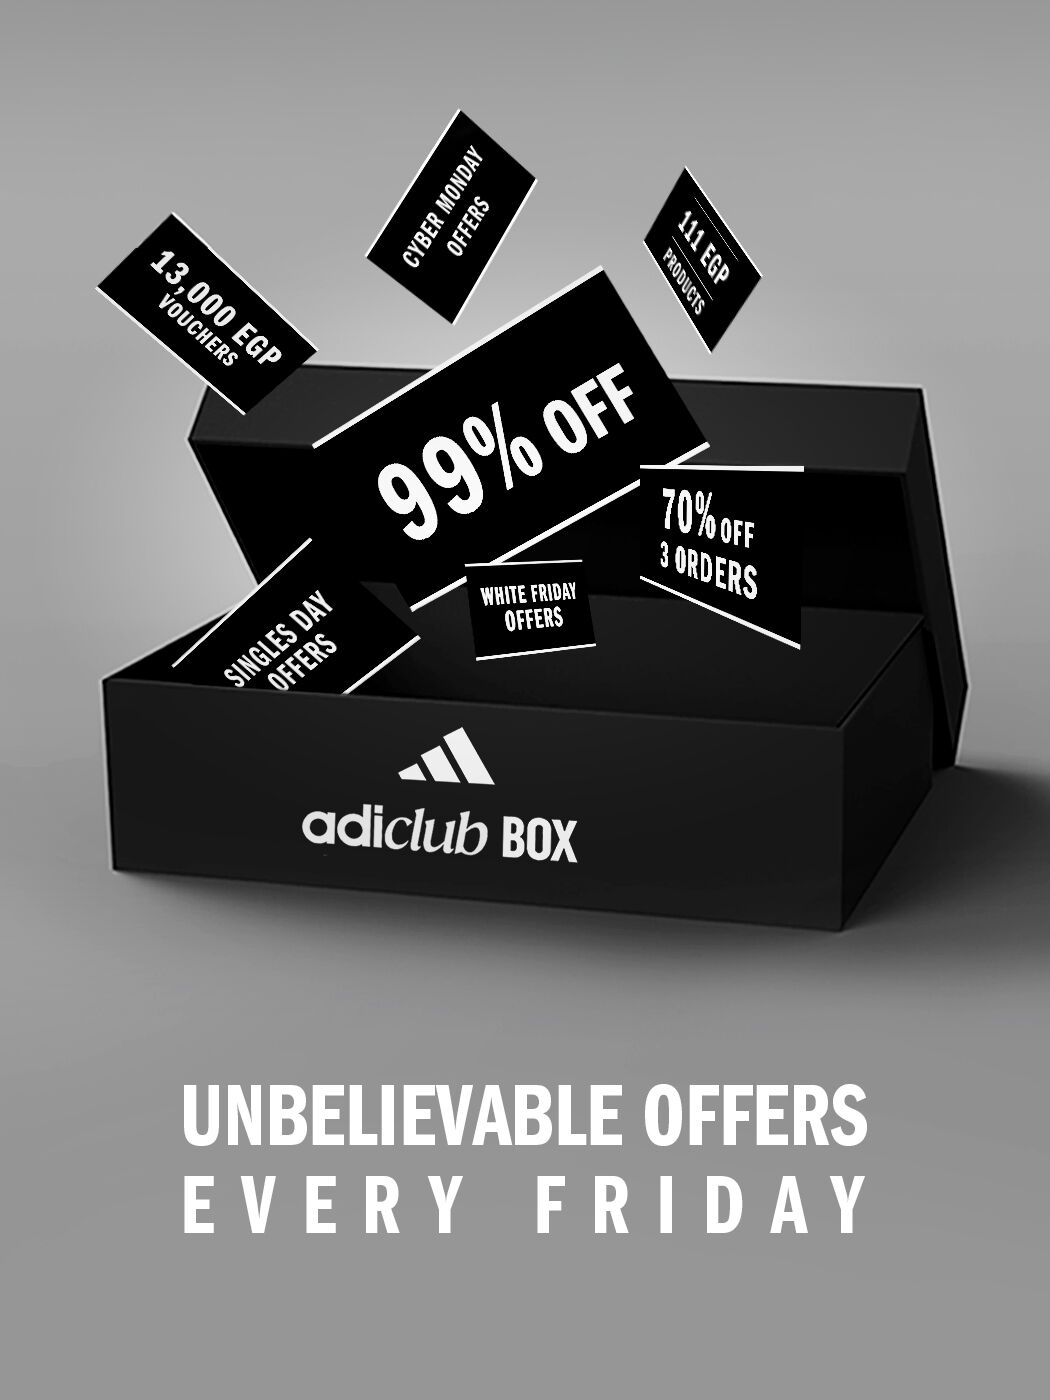 CYBER MONDAY
OFFERS
111 EGP
PRODUCTS
13,000 EGP
VOUCHERS
99% OFF
70% OFF
3 ORDERS
WHITE FRIDAY
OFFERS
SINGLES DAY
OFFERS
adiclub BOX
UNBELIEVABLE OFFERS
EVERY FRIDAY